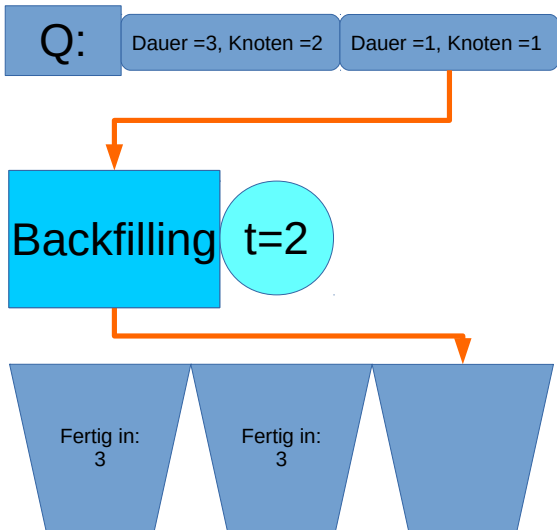 Q:
Dauer =3, Knoten =2
Dauer =1, Knoten =1
Backfilling
t=2
Fertig in:
3
Fertig in:
3